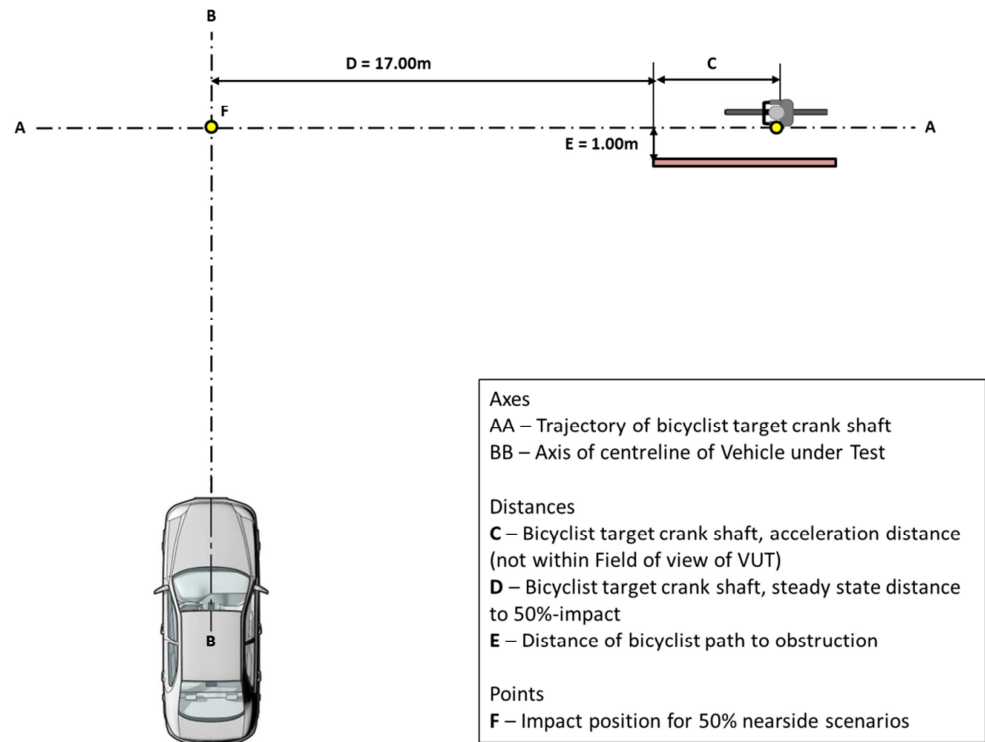 B
D = 17.00m
C
F
A
A
E = 1.00m
B
Axes
AA – Trajectory of bicyclist target crank shaft
BB – Axis of centreline of Vehicle under Test
Distances
C – Bicyclist target crank shaft, acceleration distance
(not within Field of view of VUT)
D – Bicyclist target crank shaft, steady state distance
to 50%-impact
E – Distance of bicyclist path to obstruction
Points
F – Impact position for 50% nearside scenarios